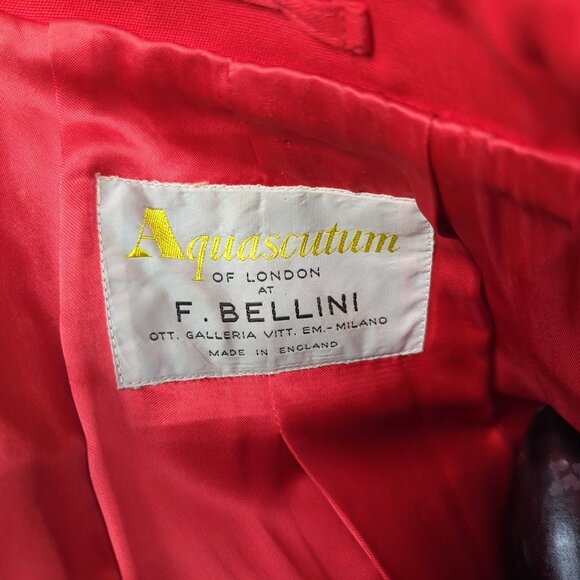 Aquascutum
OF LONDON
AT
F. BELLINI
OTT. GALLERIA VITT. EM.-MILANO
MADE IN ENGLAND